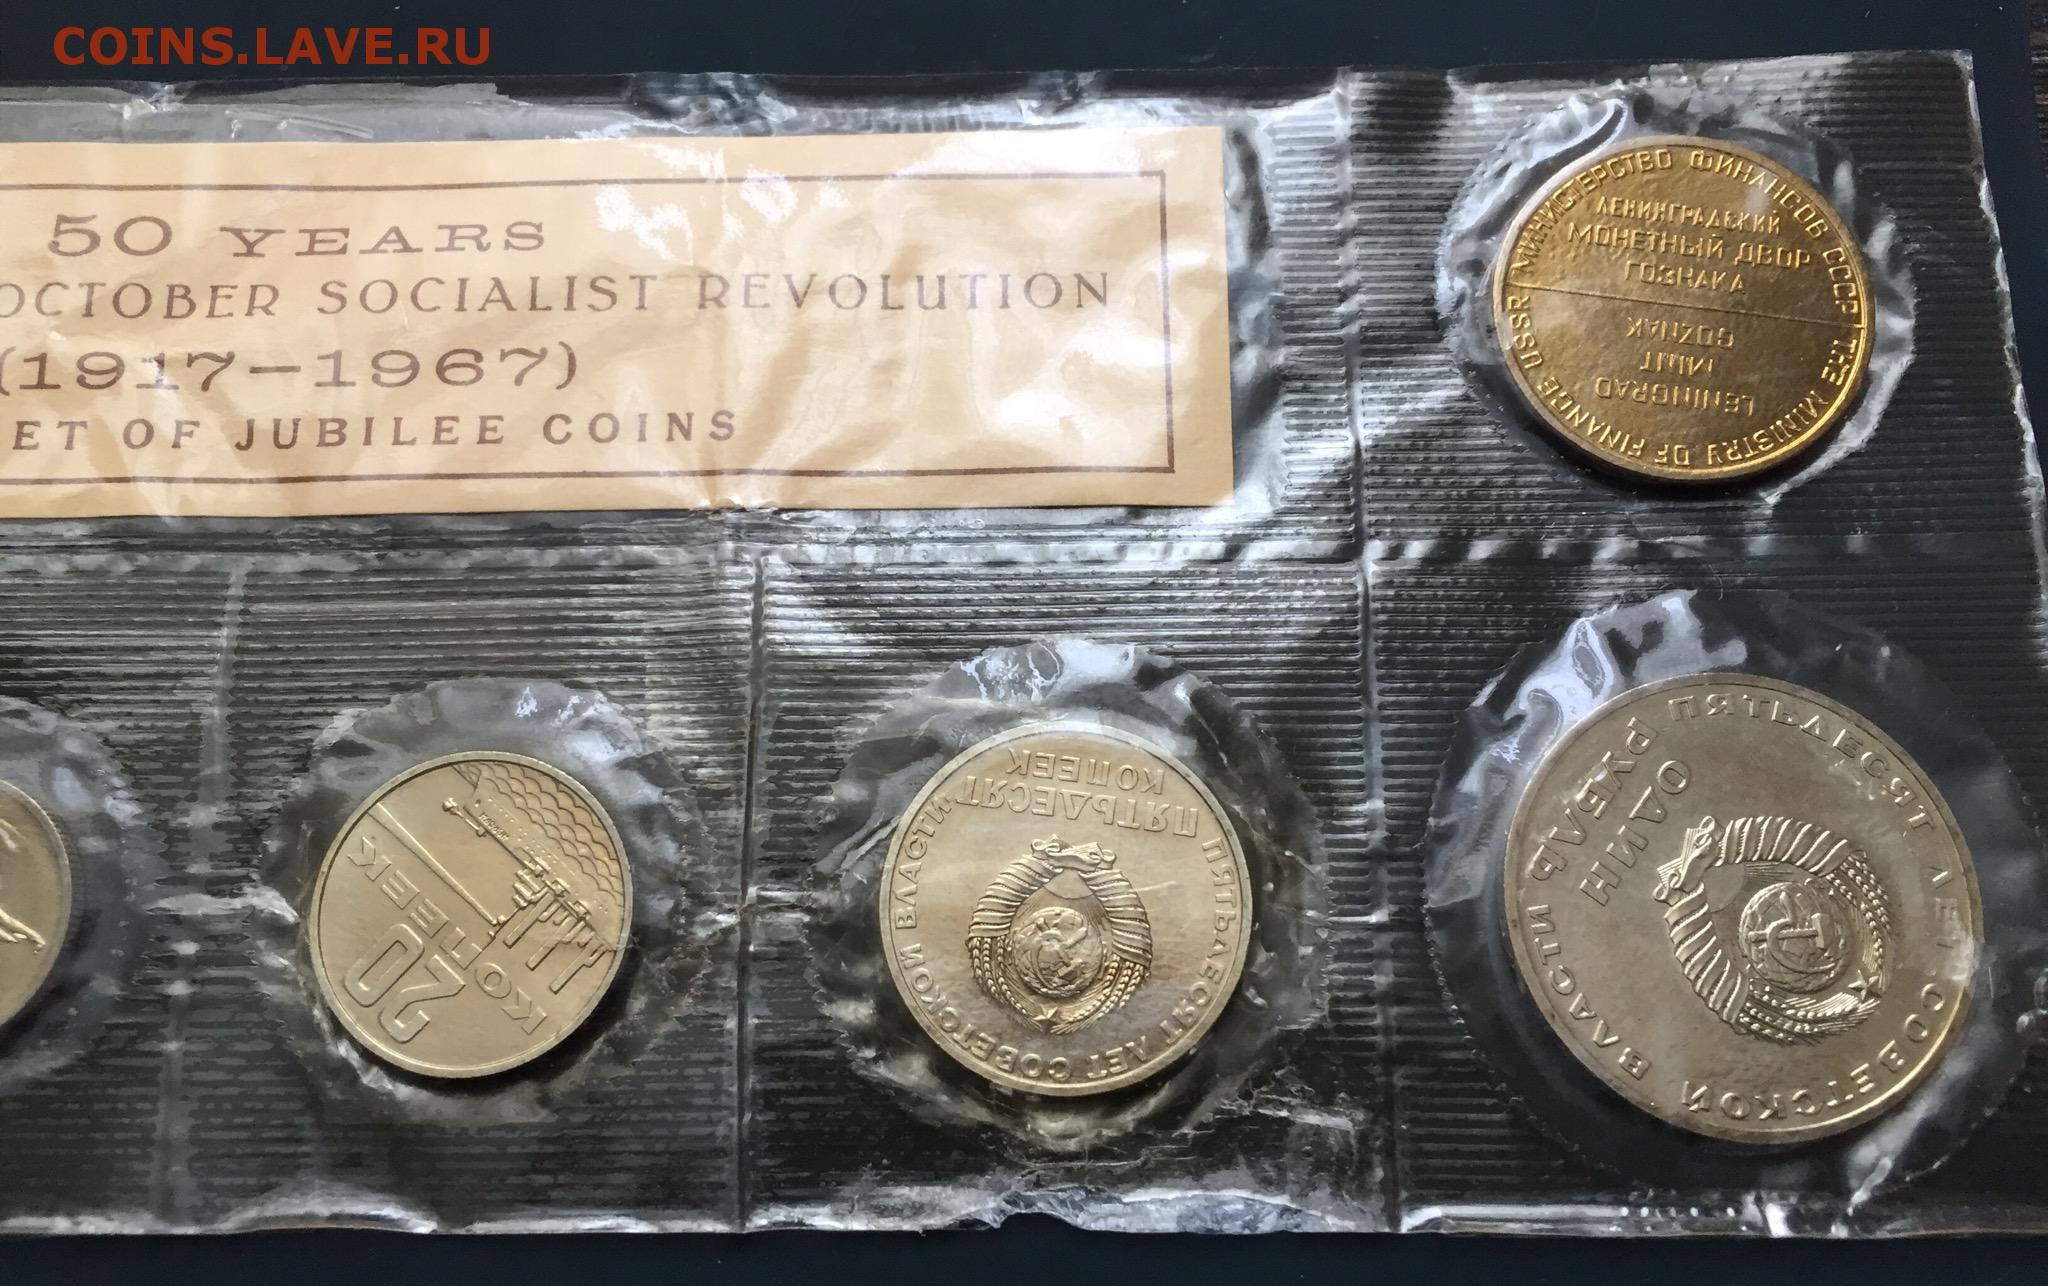 COINS.LAVE.RU
50 YEARS
OCTOBER SOCIALIST REVOLUTION
(1917–1967)
ET OF JUBILEE COINS
МИНИСТЕРСТВО ФИНАНСОВ СССР
ЛЕНИНГРАДСКИЙ
МОНЕТНЫЙ ДВОР
ГОЗНАКА
THE MINISTRY OF FINANCE USSR
LENINGRAD
MINT
GOZNAK
20
КОПЕЕК
ПЯТЬДЕСЯТ ЛЕТ СОВЕТСКОЙ ВЛАСТИ
ПЯТЬДЕСЯТ
КОПЕЕК
ПЯТЬДЕСЯТ ЛЕТ СОВЕТСКОЙ ВЛАСТИ
ОДИН
РУБЛЬ